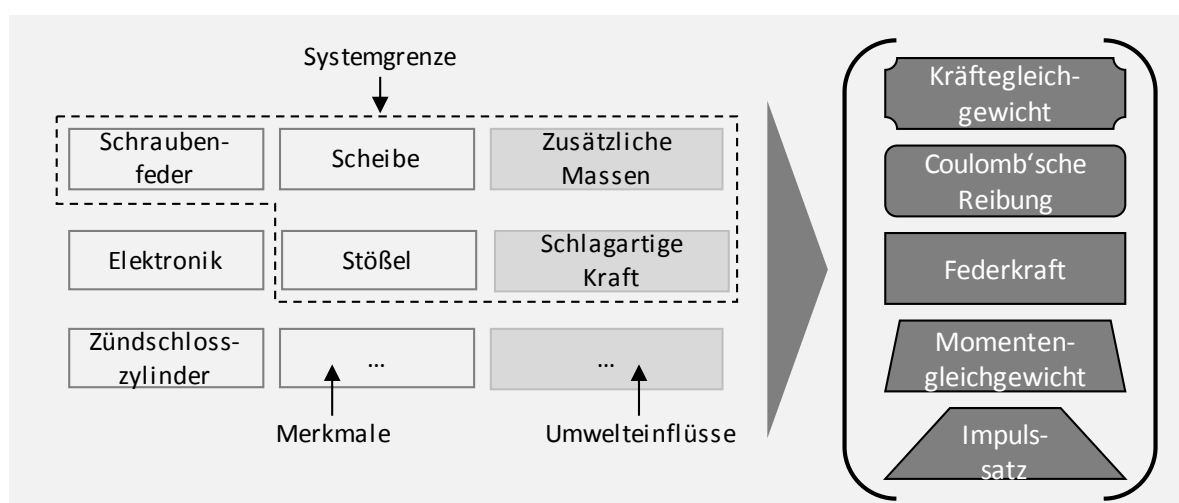 Systemgrenze
Schrauben-
feder
Scheibe
Zusätzliche
Massen
Elektronik
Stößel
Schlagartige
Kraft
Zündschloss-
zylinder
...
...
Merkmale
Umwelteinflüsse
Kräftegleich-
gewicht
Coulomb‘sche
Reibung
Federkraft
Momenten-
gleichgewicht
Impuls-
satz